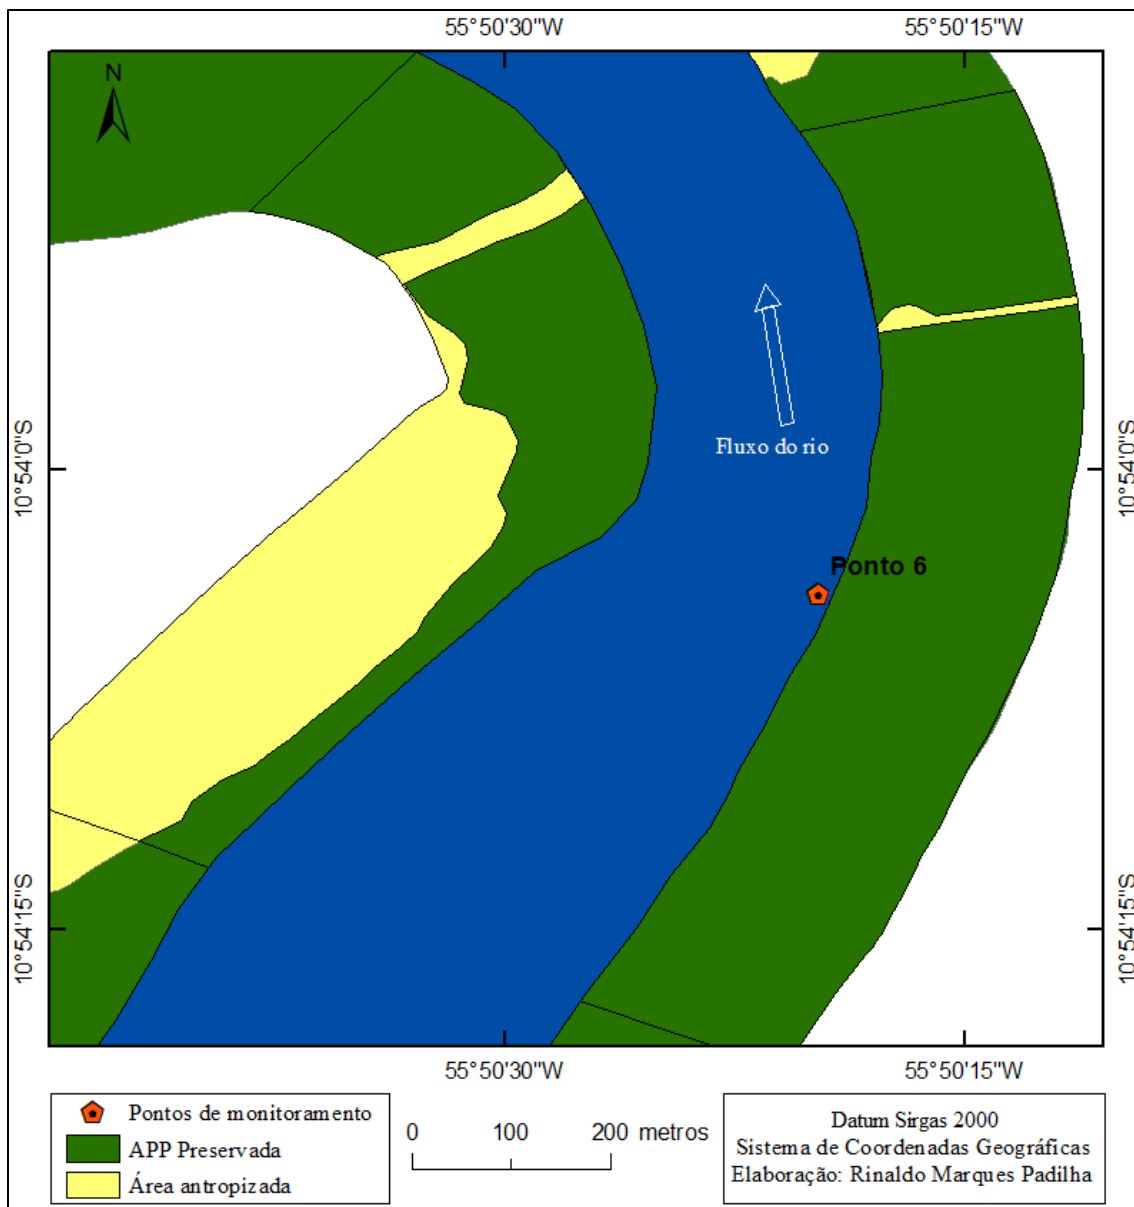 55°50'30"W 55°50'15"W
N
10°54'0"S 10°54'0"S
Fluxo do rio
Ponto 6
10°54'15"S 10°54'15"S
55°50'30"W 55°50'15"W
Pontos de monitoramento
APP Preservada
Área antropizada
0 100 200 metros
Datum Sirgas 2000
Sistema de Coordenadas Geográficas
Elaboração: Rinaldo Marques Padilha